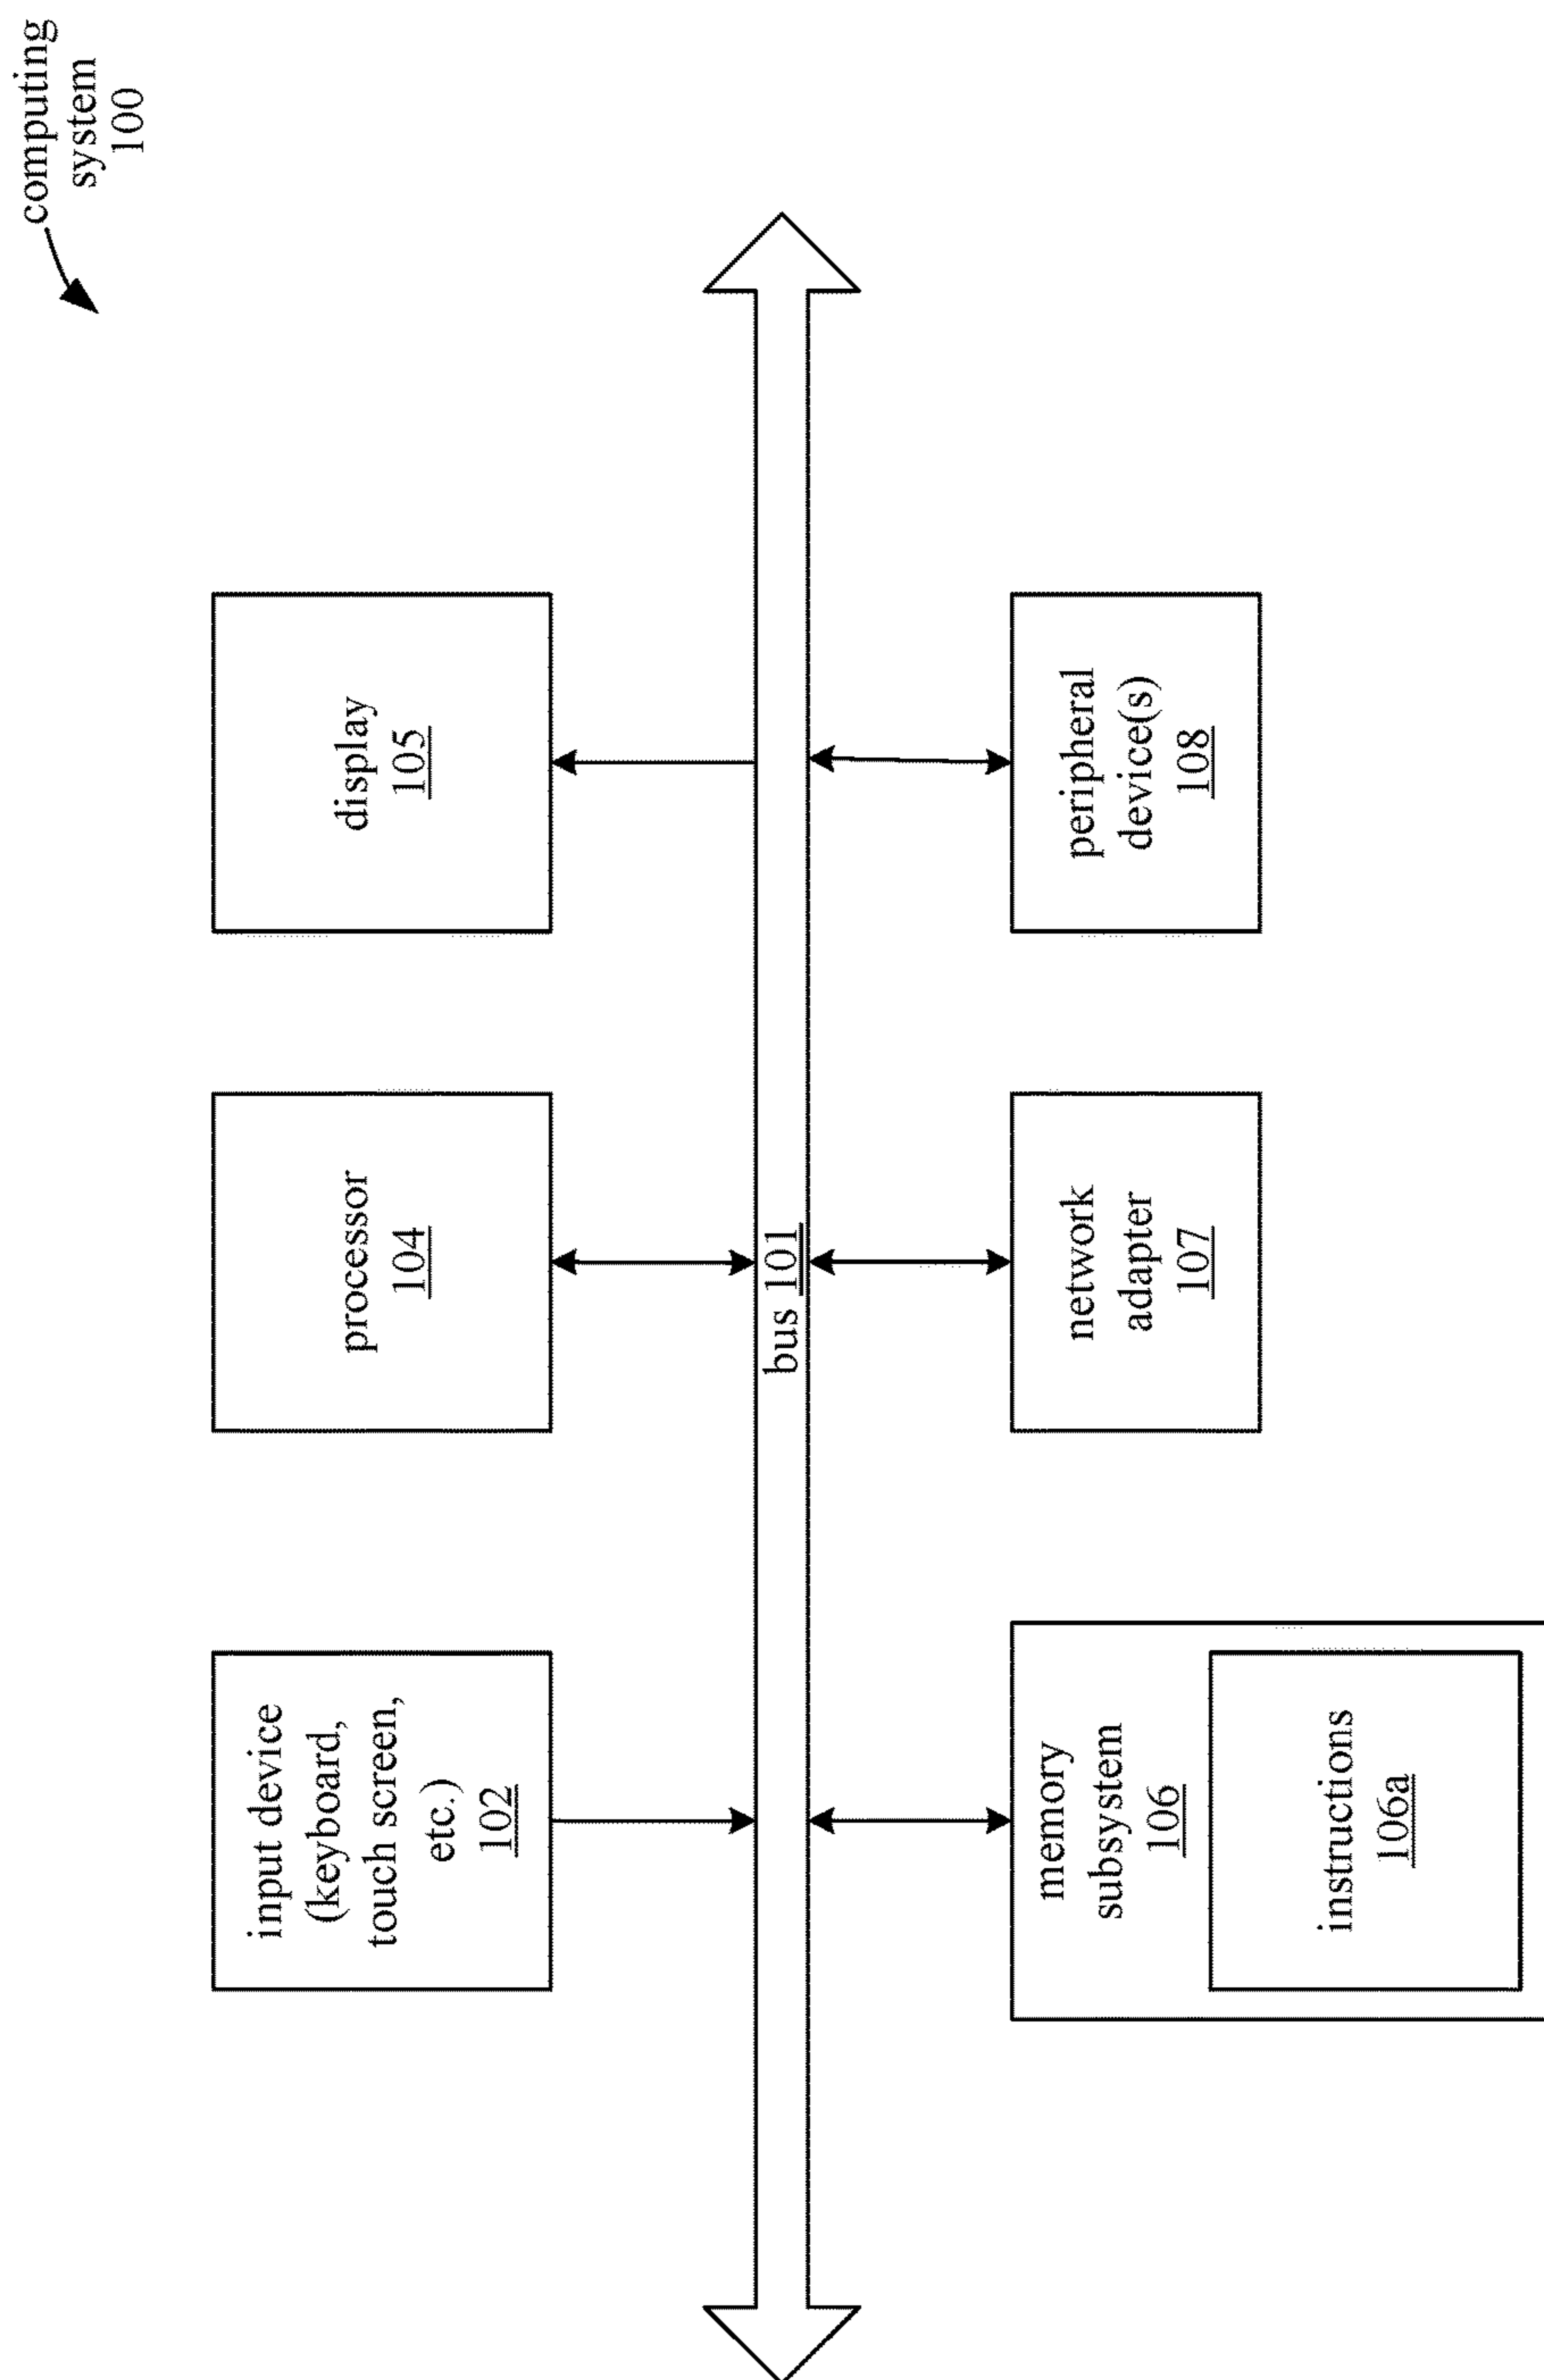 computing
system
100
input device
(keyboard,
touch screen,
etc.)
102
processor
104
display
105
bus 101
memory
subsystem
106
instructions
106a
network
adapter
107
peripheral
device(s)
108